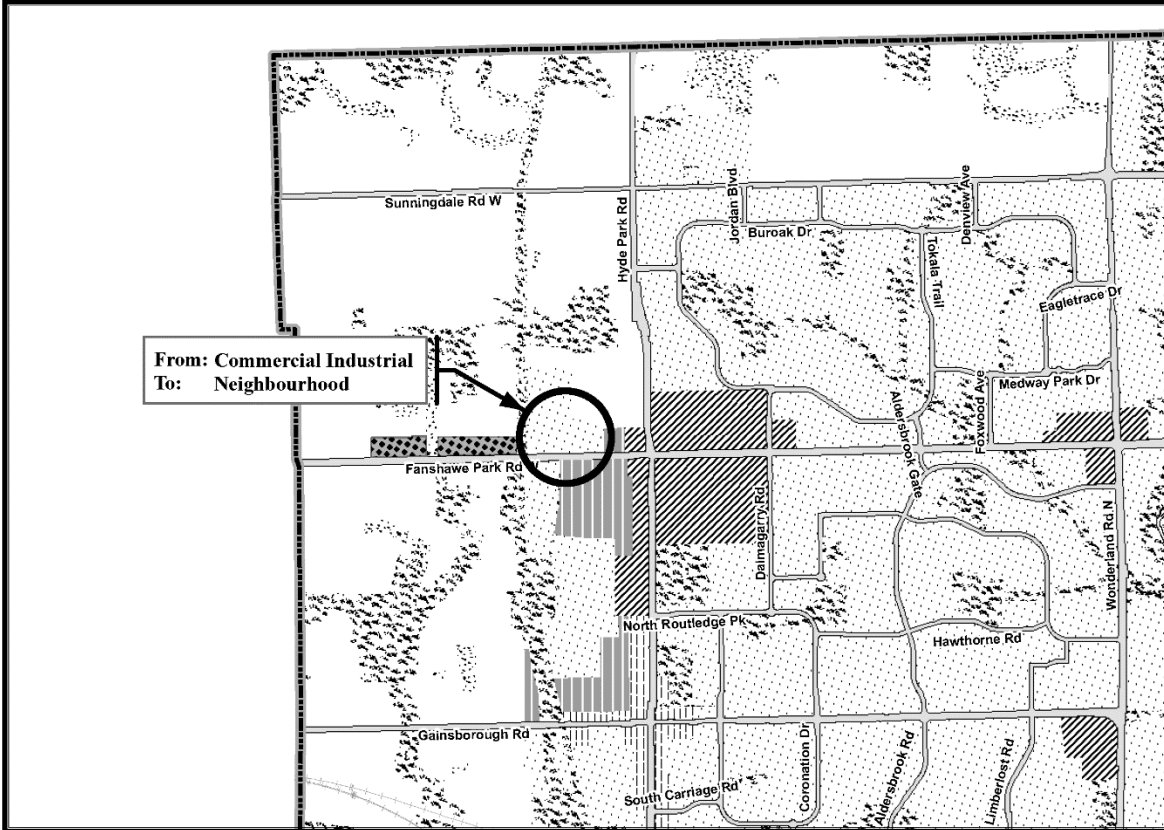 Sunningdale Rd W
Hyde Park Rd
Jordan Blvd
Buroak Dr
Tokala Trail
Denview Ave
Eagletrace Dr
From: Commercial Industrial
To: Neighbourhood
Medway Park Dr
Foxwood Ave
Aldersbrook Gate
Fanshawe Park Rd W
Dalmagarry Rd
Wonderland Rd N
North Routledge Pk
Hawthorne Rd
Gainsborough Rd
South Carriage Rd
Coronation Dr
Aldersbrook Rd
Limberlost Rd